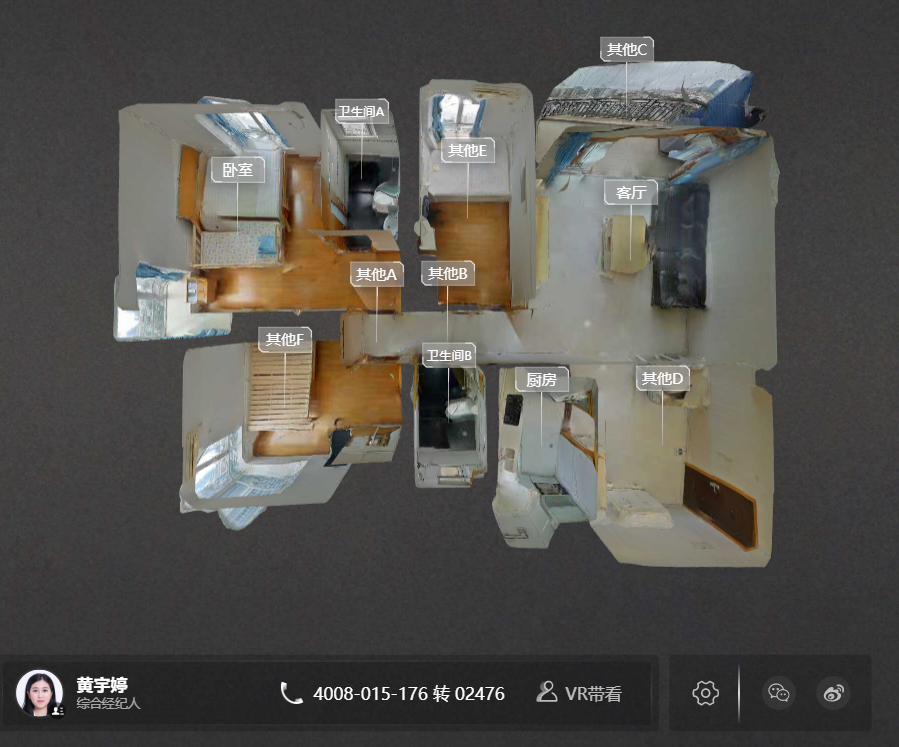 其他C
卫生间A
其他E
卧室
客厅
其他A
其他B
其他F
卫生间B
厨房
其他D
黄宇婷
综合经纪人
4008-015-176 转 02476
VR带看